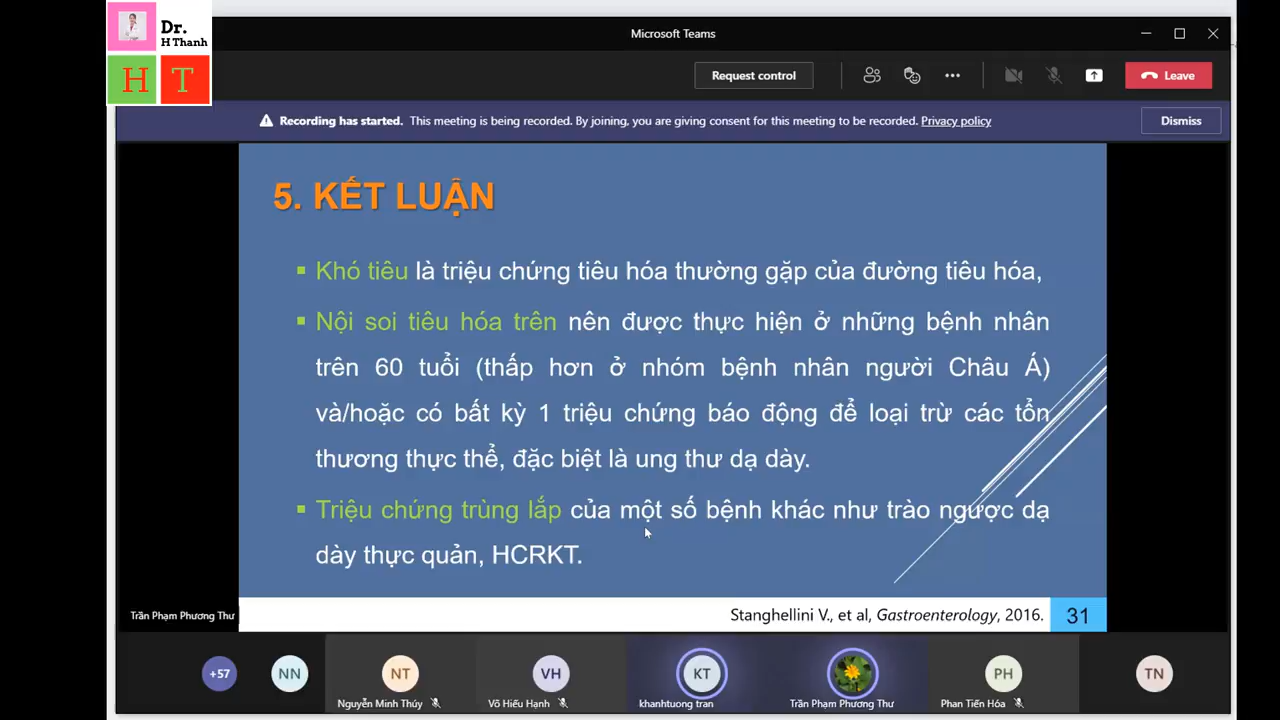 Dr.
H Thanh
H T
Microsoft Teams
Request control
Leave
Recording has started. This meeting is being recorded. By joining, you are giving consent for this meeting to be recorded. Privacy policy
Dismiss
5. KẾT LUẬN
Khó tiêu là triệu chứng tiêu hóa thường gặp của đường tiêu hóa,
Nội soi tiêu hóa trên nên được thực hiện ở những bệnh nhân
trên 60 tuổi (thấp hơn ở nhóm bệnh nhân người Châu Á)
và/hoặc có bất kỳ 1 triệu chứng báo động để loại trừ các tổn
thương thực thể, đặc biệt là ung thư dạ dày.
Triệu chứng trùng lắp của một số bệnh khác như trào ngược dạ
dày thực quản, HCRKT.
Trần Phạm Phương Thư
Stanghellini V., et al, Gastroenterology, 2016.
31
+57
NN
NT
Nguyễn Minh Thúy
VH
Võ Hiếu Hạnh
KT
khanhtuong tran
Trần Phạm Phương Thư
PH
Phan Tiến Hóa
TN